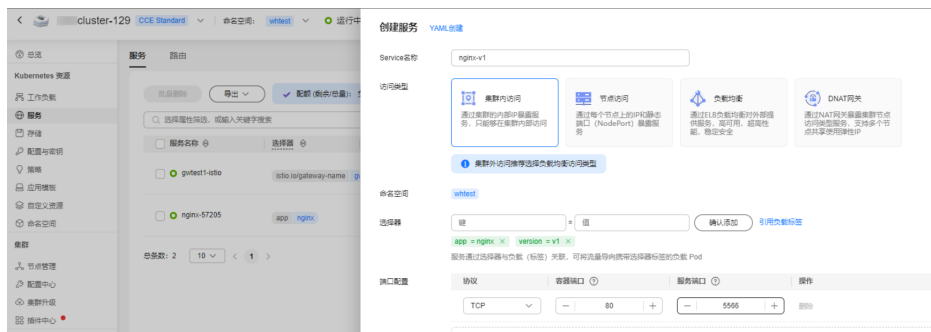 cluster-129 CCE Standard 命名空间: whtest 运行中
总览
Kubernetes 资源
工作负载
服务
存储
配置与密钥
策略
应用模板
自定义资源
命名空间
集群
节点管理
配置中心
集群升级
插件中心
服务 路由
批量删除 导出 配额 (剩余/总量):
选择属性筛选，或输入关键字搜索
服务名称 选择器
gwtest1-istio istio.io/gateway-name
nginx-57205 app nginx
总条数: 2 10 < 1 >
创建服务 YAML创建
Service名称 nginx-v1
访问类型
集群内访问
通过集群的内部IP暴露服务，只能够在集群内部访问
节点访问
通过每个节点上的IP和静态端口（NodePort）暴露服务
负载均衡
通过ELB负载均衡对外部提供服务，高可用，超高性能，稳定安全
DNAT网关
通过NAT网关暴露集群节点访问类型服务，支持多个节点共享使用弹性IP
集群外访问推荐选择负载均衡访问类型
命名空间 whtest
选择器 键 = 值 确认添加 引用负载标签
app = nginx × version = v1 ×
服务通过选择器与负载（标签）关联，可将流量导向携带选择器标签的负载 Pod
端口配置 协议 容器端口 服务端口 操作
TCP − 80 + − 5566 + 删除